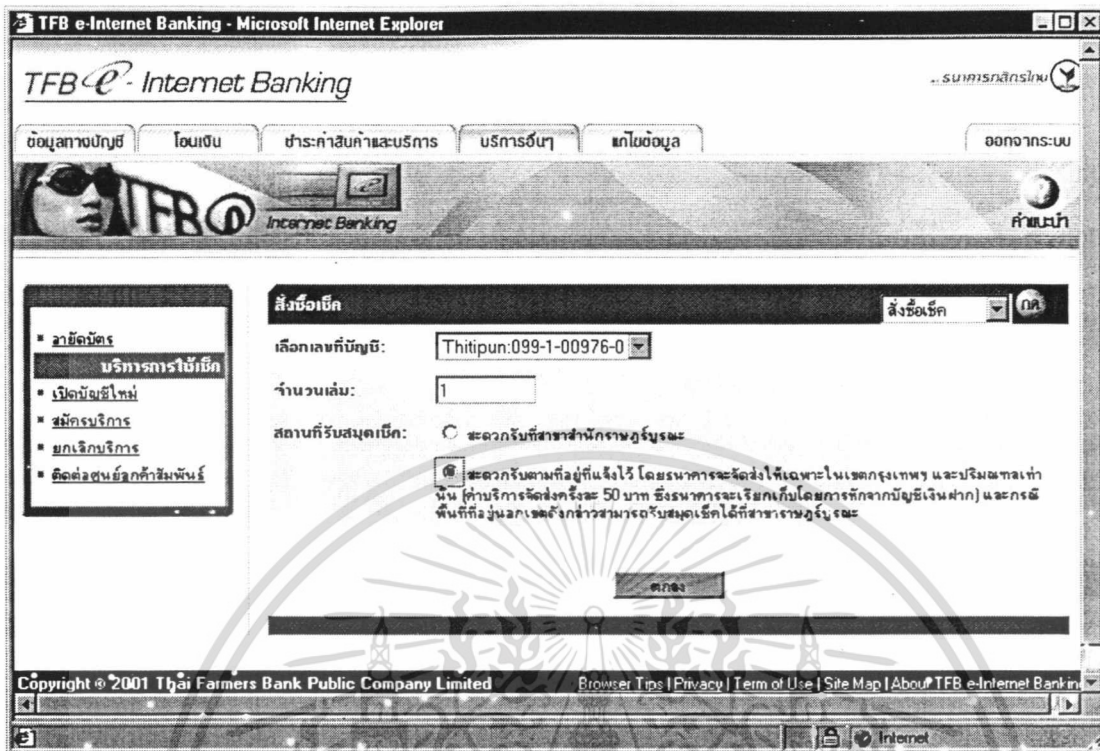 TFB e-Internet Banking - Microsoft Internet Explorer
TFB e - Internet Banking
..ธนาคารกสิกรไทย
ข้อมูลทางบัญชี โอนเงิน ชำระค่าสินค้าและบริการ บริการอื่นๆ แก้ไขข้อมูล ออกจากระบบ
TFB e Internet Banking คำแนะนำ
สั่งซื้อเช็ค สั่งซื้อเช็ค กด
อายัดบัตร
บริการการใช้เช็ค
เปิดบัญชีใหม่
สมัครบริการ
ยกเลิกบริการ
ติดต่อศูนย์ลูกค้าสัมพันธ์
เลือกเลขที่บัญชี: Thitipun:099-1-00976-0
จำนวนเล่ม: 1
สถานที่รับสมุดเช็ค: สะดวกรับที่สาขาสำนักราษฎร์บูรณะ
สะดวกรับตามที่อยู่ที่แจ้งไว้ โดยธนาคารจะจัดส่งให้เฉพาะในเขตกรุงเทพฯ และปริมณฑลเท่า
นั้น (ค่าบริการจัดส่งครั้งละ 50 บาท ซึ่งธนาคารจะเรียกเก็บโดยการหักจากบัญชีเงินฝาก) และกรณี
พื้นที่ที่อยู่นอกเขตดังกล่าวสามารถรับสมุดเช็คได้ที่สาขาราษฎร์บูรณะ
ตกลง
Copyright © 2001 Thai Farmers Bank Public Company Limited Browser Tips | Privacy | Term of Use | Site Map | About TFB e-Internet Banking
Internet